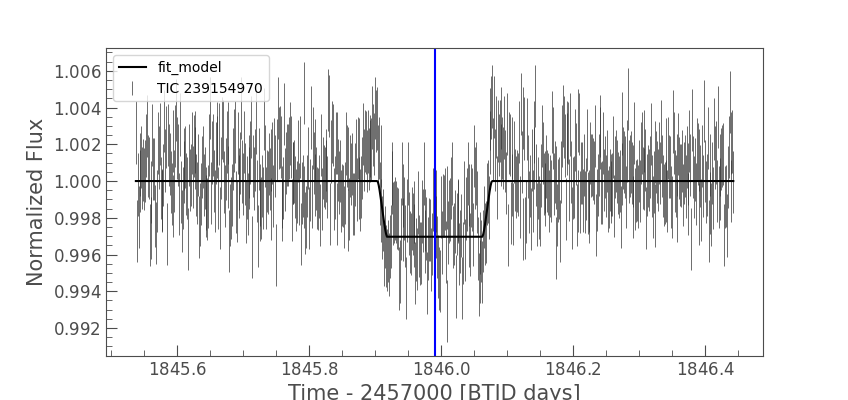 fit_model
TIC 239154970
1.006
1.004
1.002
1.000
0.998
0.996
0.994
0.992
Normalized Flux
1845.6 1845.8 1846.0 1846.2 1846.4
Time - 2457000 [BTJD days]